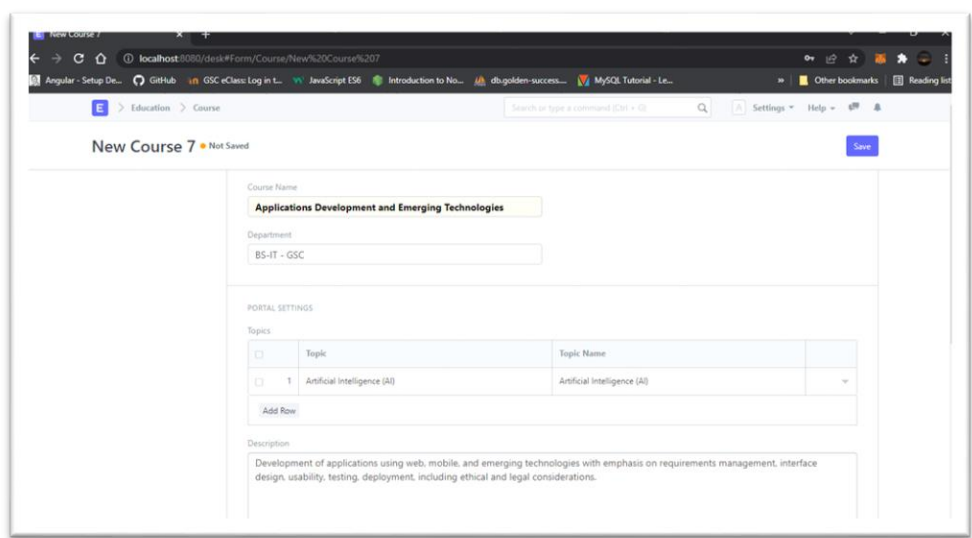 New Course 7
localhost:8080/desk#Form/Course/New%20Course%207
Angular - Setup De... GitHub GSC eClass: Log in t... JavaScript ES6 Introduction to No... db.golden-success.... MySQL Tutorial - Le... » Other bookmarks Reading list
E Education Course Search or type a command (Ctrl + G) A Settings Help
New Course 7 Not Saved Save
Course Name
Applications Development and Emerging Technologies
Department
BS-IT - GSC
PORTAL SETTINGS
Topics
Topic Topic Name
1 Artificial Intelligence (AI) Artificial Intelligence (AI)
Add Row
Description
Development of applications using web, mobile, and emerging technologies with emphasis on requirements management, interface
design, usability, testing, deployment, including ethical and legal considerations.